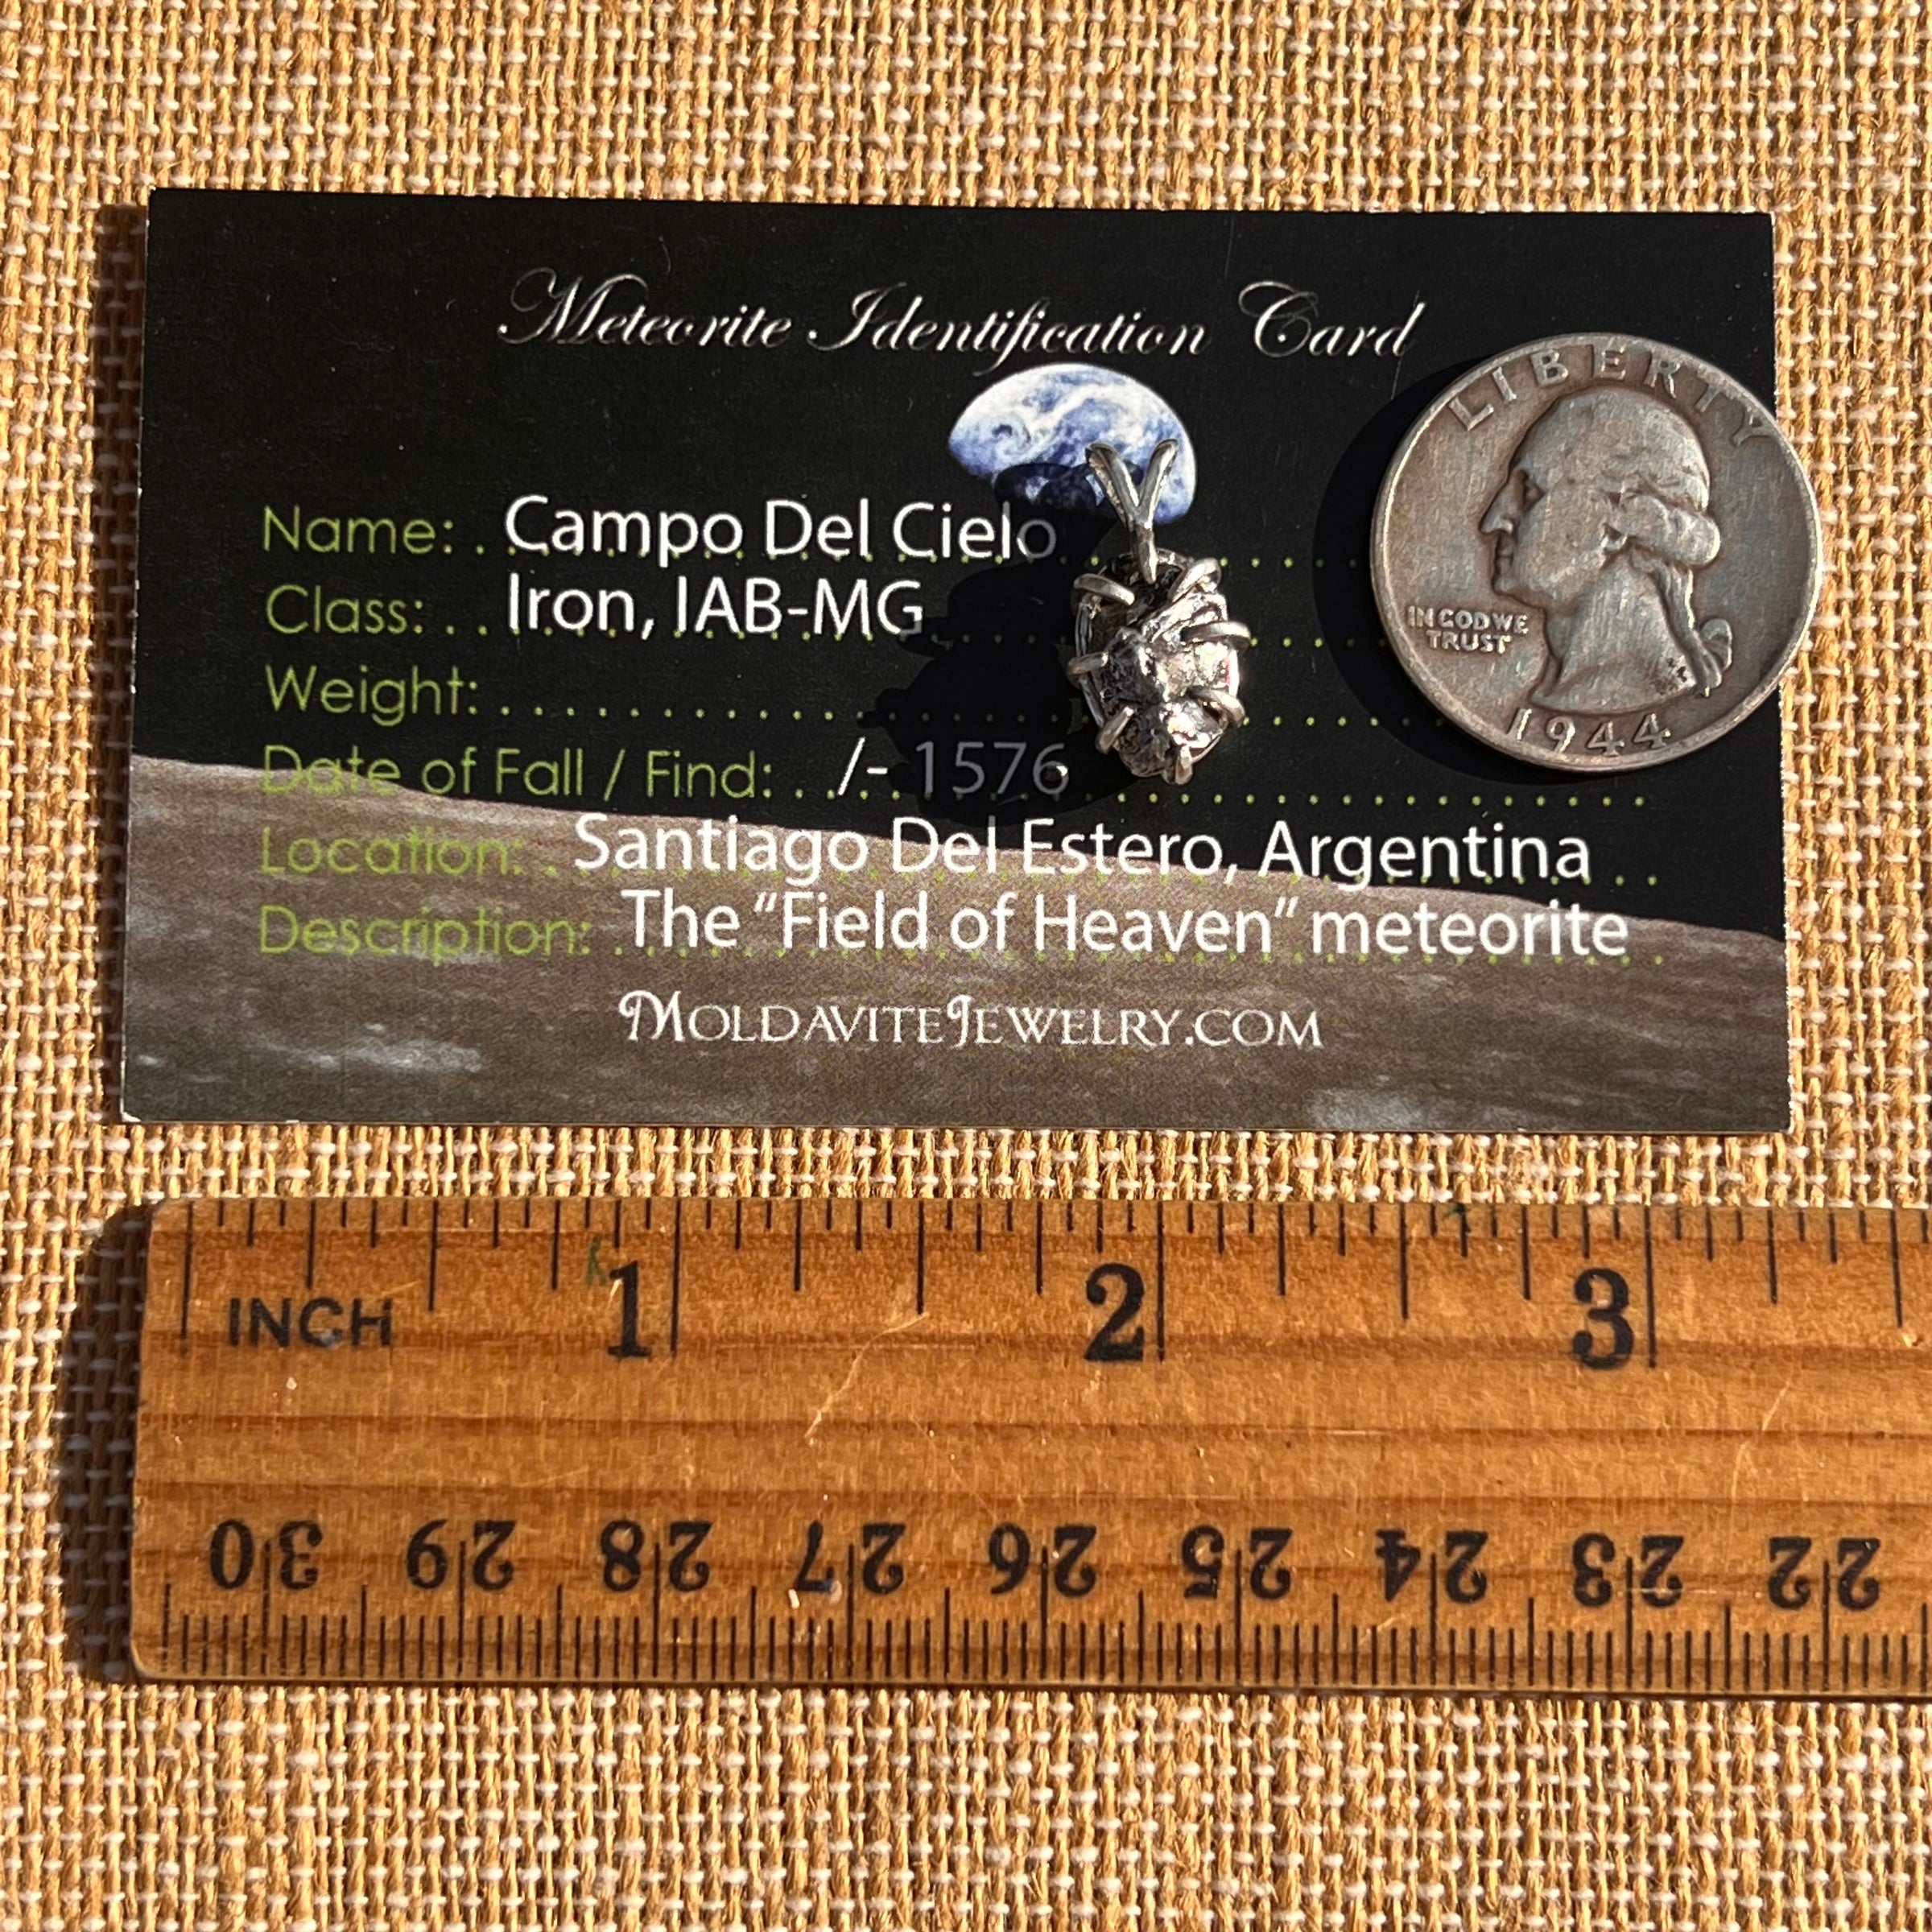 Meteorite Identification Card
Name: Campo Del Cielo
Class: Iron, IAB-MG
Weight:
Date of Fall / Find: /- 1576
Location: Santiago Del Estero, Argentina
Description: The “Field of Heaven” meteorite
MOLDAVITEJEWELRY.COM
LIBERTY
IN GOD WE
TRUST
1944
INCH 1 2 3
30 29 28 27 26 25 24 23 22